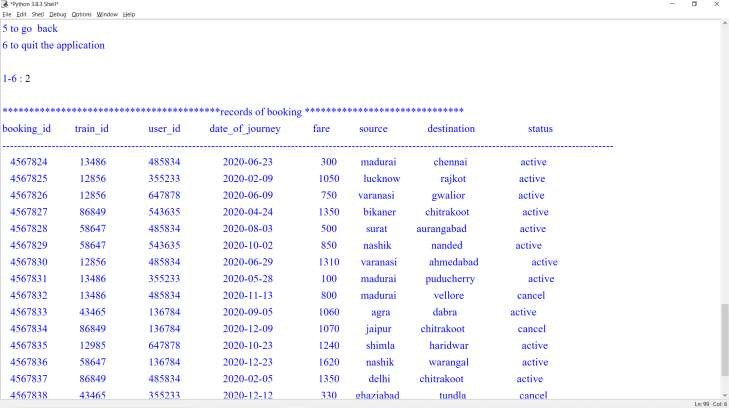 *Python 3.8.3 Shell*
File Edit Shell Debug Options Window Help
5 to go  back
6 to quit the application
1-6 : 2
*****************************************records of booking ******************************
booking_id train_id user_id date_of_journey fare source destination status
--------------------------------------------------------------------------------------------------------------------------------------------
4567824 13486 485834 2020-06-23 300 madurai chennai active
4567825 12856 355233 2020-02-09 1050 lucknow rajkot active
4567826 12856 647878 2020-06-09 750 varanasi gwalior active
4567827 86849 543635 2020-04-24 1350 bikaner chitrakoot active
4567828 58647 485834 2020-08-03 500 surat aurangabad active
4567829 58647 543635 2020-10-02 850 nashik nanded active
4567830 12856 485834 2020-06-29 1310 varanasi ahmedabad active
4567831 13486 355233 2020-05-28 100 madurai puducherry active
4567832 13486 485834 2020-11-13 800 madurai vellore cancel
4567833 43465 136784 2020-09-05 1060 agra dabra active
4567834 86849 136784 2020-12-09 1070 jaipur chitrakoot cancel
4567835 12985 647878 2020-10-23 1240 shimla haridwar active
4567836 58647 136784 2020-12-23 1620 nashik warangal active
4567837 86849 485834 2020-02-05 1350 delhi chitrakoot active
4567838 43465 355233 2020-12-12 330 ghaziabad tundla cancel
Ln: 99 Col: 6